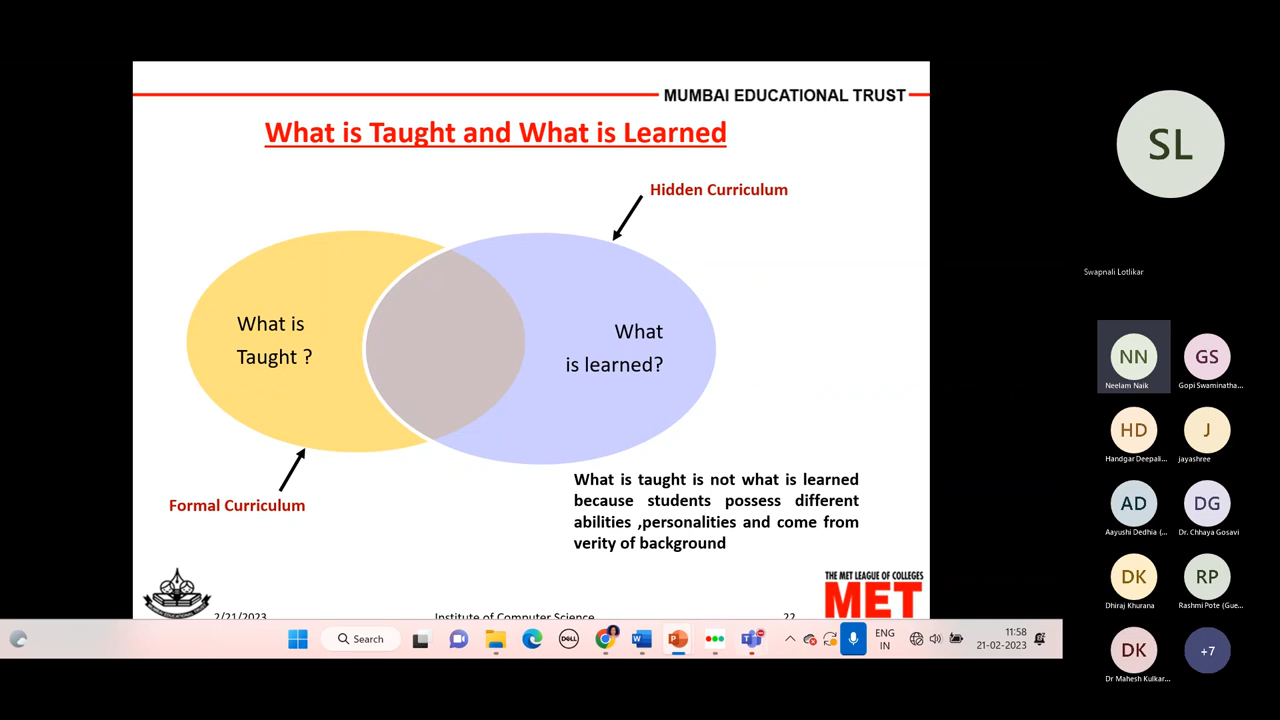 MUMBAI EDUCATIONAL TRUST
What is Taught and What is Learned
Hidden Curriculum
What is
Taught ?
What
is learned?
Formal Curriculum
What is taught is not what is learned
because students possess different
abilities ,personalities and come from
verity of background
THE MET LEAGUE OF COLLEGES
MET
2/21/2023
Institute of Computer Science
22
Search
DELL
ENG
IN
11:58
21-02-2023
SL
Swapnali Lotlikar
NN
Neelam Naik
GS
Gopi Swaminatha...
HD
Handgar Deepali...
J
jayashree
AD
Aayushi Dedhia (...
DG
Dr. Chhaya Gosavi
DK
Dhiraj Khurana
RP
Rashmi Pote (Gue...
DK
Dr Mahesh Kulkar...
+7